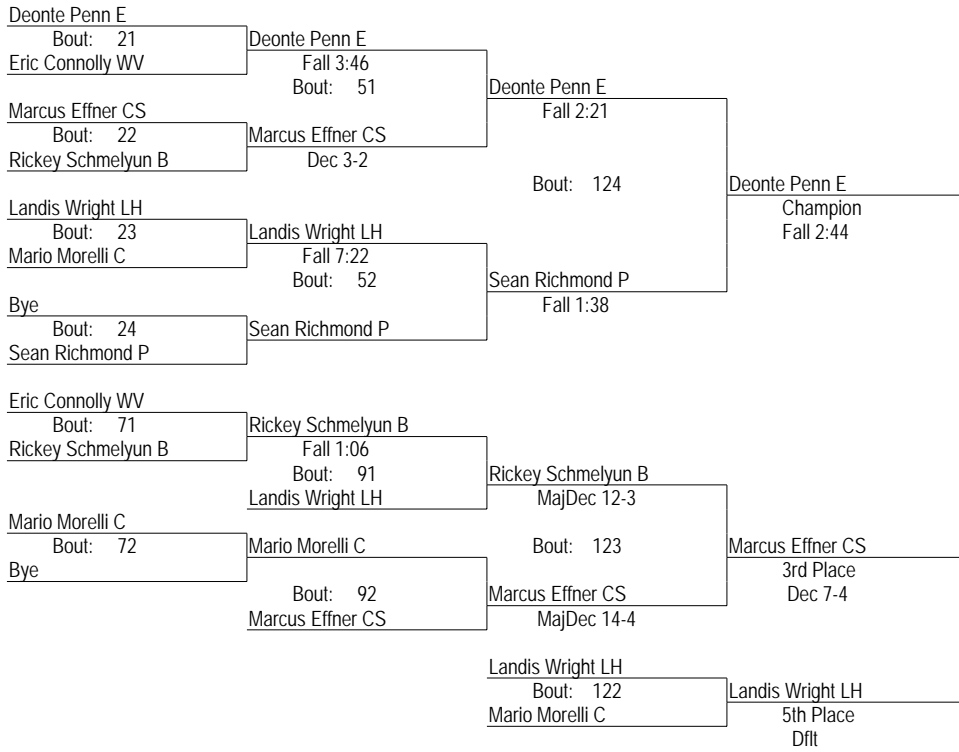 Deonte Penn E
Bout: 21
Eric Connolly WV
Deonte Penn E
Fall 3:46
Bout: 51
Marcus Effner CS
Bout: 22
Rickey Schmelyun B
Marcus Effner CS
Dec 3-2
Deonte Penn E
Fall 2:21
Bout: 124
Landis Wright LH
Bout: 23
Mario Morelli C
Landis Wright LH
Fall 7:22
Bout: 52
Bye
Bout: 24
Sean Richmond P
Sean Richmond P
Sean Richmond P
Fall 1:38
Deonte Penn E
Champion
Fall 2:44
Eric Connolly WV
Bout: 71
Rickey Schmelyun B
Rickey Schmelyun B
Fall 1:06
Bout: 91
Landis Wright LH
Rickey Schmelyun B
MajDec 12-3
Mario Morelli C
Bout: 72
Bye
Mario Morelli C
Bout: 92
Marcus Effner CS
Bout: 123
Marcus Effner CS
MajDec 14-4
Marcus Effner CS
3rd Place
Dec 7-4
Landis Wright LH
Bout: 122
Mario Morelli C
Landis Wright LH
5th Place
Dflt